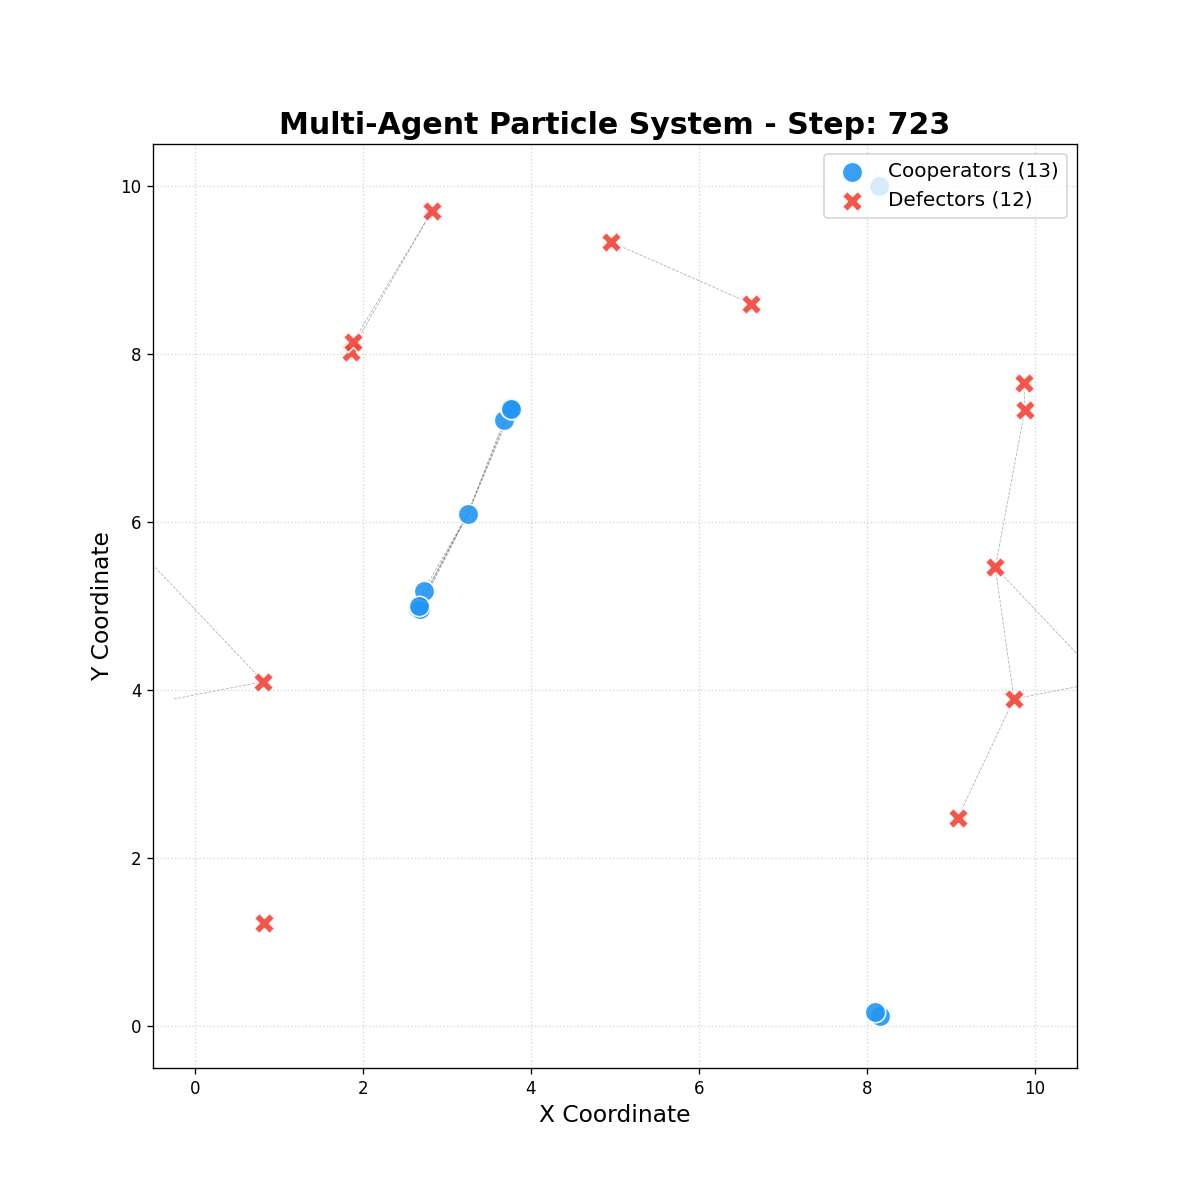 Multi-Agent Particle System - Step: 723
Cooperators (13)
Defectors (12)
10
8
6
4
2
0
Y Coordinate
0 2 4 6 8 10
X Coordinate